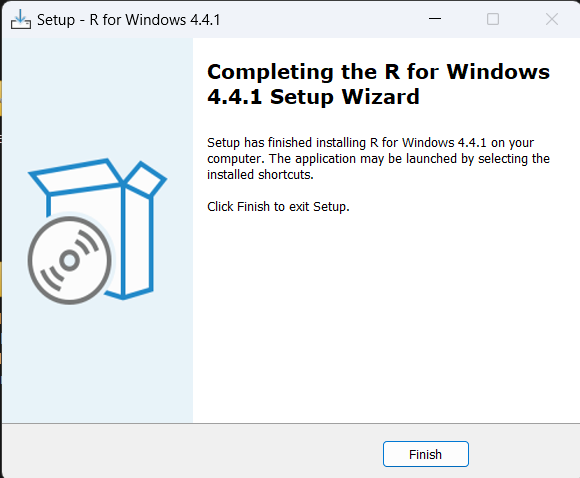 Setup - R for Windows 4.4.1
Completing the R for Windows
4.4.1 Setup Wizard
Setup has finished installing R for Windows 4.4.1 on your
computer. The application may be launched by selecting the
installed shortcuts.
Click Finish to exit Setup.
Finish